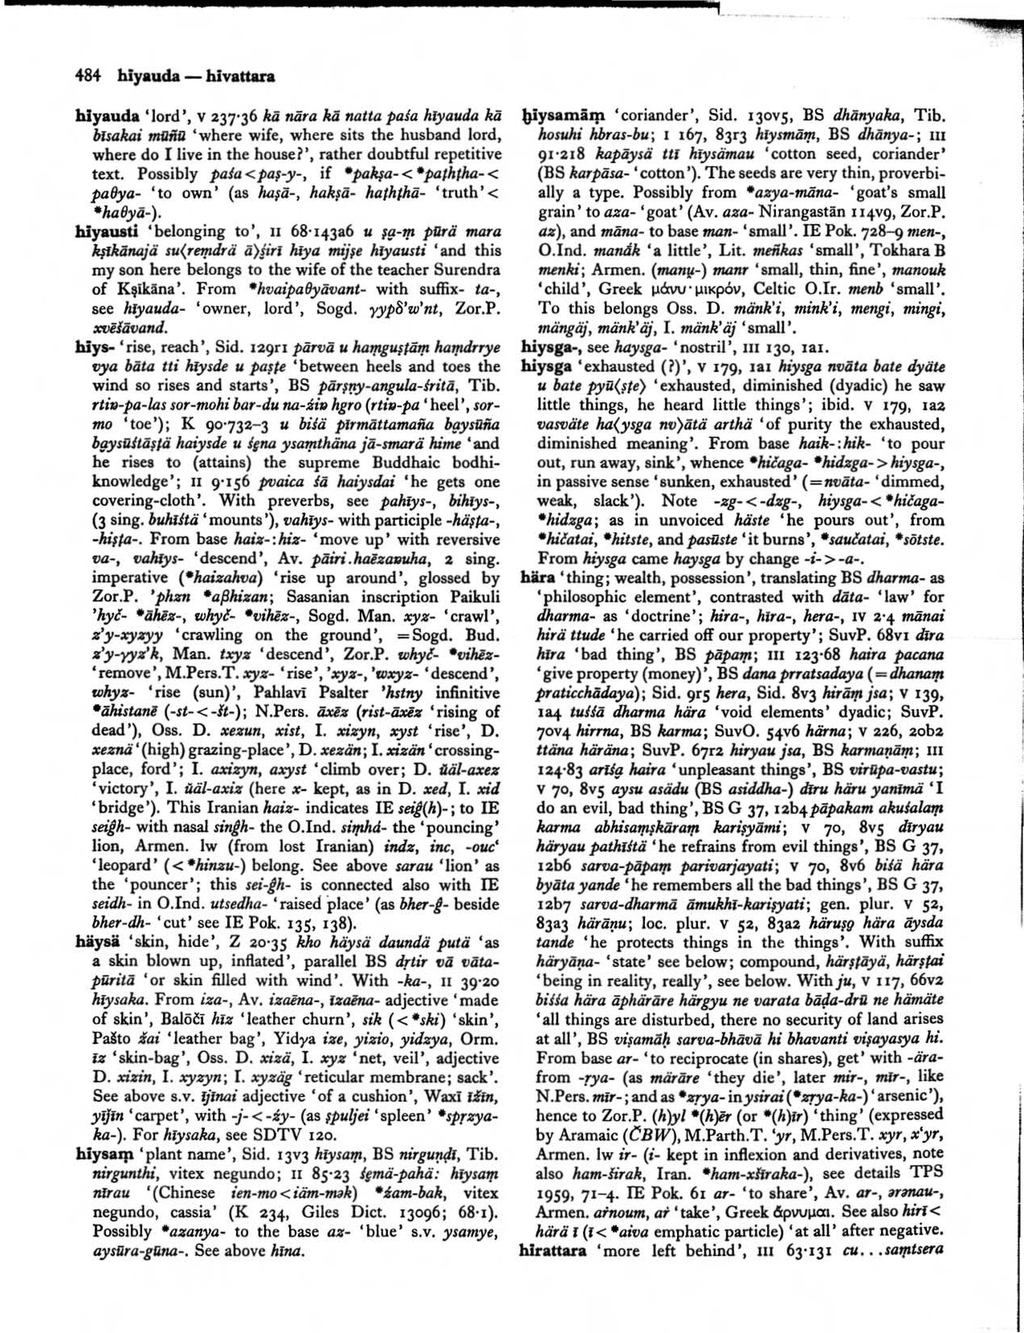 484 hīyauda — hivattara
hīyauda ‘lord’, v 237·36 kā nāra kā natta paśa hīyauda kā
bīsakai mūñū ‘where wife, where sits the husband lord,
where do I live in the house?’, rather doubtful repetitive
text. Possibly paśa<paṣ-y-, if *pakṣa-<*paṭhṭha-<
paθya- ‘to own’ (as haṣā-, hakṣā- haṭhṭhā- ‘truth’<
*haθyā-).
hīyausti ‘belonging to’, II 68·143a6 u ṣa̤-ṃ pūrä mara
kṣīkānajä su⟨reṃdrä ā⟩śirī hīya mijṣe hīyausti ‘and this
my son here belongs to the wife of the teacher Surendra
of Kṣīkāna’. From *hvaipaθyāvant- with suffix- ta-,
see hīyauda- ‘owner, lord’, Sogd. γypδ’w’nt, Zor.P.
xvēšāvand.
hīys- ‘rise, reach’, Sid. 129r1 pārvā u haṃguṣṭāṃ haṃdrrye
vya bāta ttī hīysde u paṣte ‘between heels and toes the
wind so rises and starts’, BS pārṣny-angula-śritā, Tib.
rtiṅ-pa-las sor-mohi bar-du na-źiṅ hgro (rtiṅ-pa ‘heel’, sor-
mo ‘toe’); K 90·732–3 u biśä pīrmāttamaña ba̤ysūña
ba̤ysūśtāṣṭä haiysde u śe̤na ysaṃthäna jā-smarä hime ‘and
he rises to (attains) the supreme Buddhaic bodhi-
knowledge’; II 9·156 pvaica śā haiysdai ‘he gets one
covering-cloth’. With preverbs, see pahīys-, bihīys-,
(3 sing. buhīśtä ‘mounts’), vahīys- with participle -häṣṭa-,
-hiṣṭa-. From base haiz-: hiz- ‘move up’ with reversive
va-, vahīys- ‘descend’, Av. pāiri.haēzaŋuha, 2 sing.
imperative (*haizahva) ‘rise up around’, glossed by
Zor.P. ’phzn *aβhizan; Sasanian inscription Paikuli
’hyč- *āhēz-, whyč- *vihēz-, Sogd. Man. xyz- ‘crawl’,
z’y-xyzyy ‘crawling on the ground’, =Sogd. Bud.
z’y-γyz’k, Man. txyz ‘descend’, Zor.P. whyč- *vihēz-
‘remove’, M.Pers.T. xyz- ‘rise’, ’xyz-, ’wxyz- ‘descend’,
whyz- ‘rise (sun)’, Pahlavī Psalter ’hstny infinitive
*āhistanē (-st-<-št-); N.Pers. āxēz (rist-āxēz ‘rising of
dead’), Oss. D. xezun, xist, I. xizyn, xyst ‘rise’, D.
xeznä ‘(high) grazing-place’, D. xezän; I. xizän ‘crossing-
place, ford’; I. axizyn, axyst ‘climb over; D. ūäl-axez
‘victory’, I. ūäl-axiz (here x- kept, as in D. xed, I. xid
‘bridge’). This Iranian haiz- indicates IE seiĝ(h)-; to IE
seiĝh- with nasal sinĝh- the O.Ind. siṃhá- the ‘pouncing’
lion, Armen. lw (from lost Iranian) indz, inc, -ouc‘
‘leopard’ (<*hinzu-) belong. See above sarau ‘lion’ as
the ‘pouncer’; this sei-ĝh- is connected also with IE
seidh- in O.Ind. utsedha- ‘raised place’ (as bher-ĝ- beside
bher-dh- ‘cut’ see IE Pok. 135, 138).
häysä ‘skin, hide’, Z 20·35 kho häysä daundä putä ‘as
a skin blown up, inflated’, parallel BS dṛtir vā vāta-
pūritā ‘or skin filled with wind’. With -ka-, II 39·20
hīysaka. From iza-, Av. izaēna-, īzaēna- adjective ‘made
of skin’, Balōčī hīz ‘leather churn’, sik (<*ski) ‘skin’,
Pašto žai ‘leather bag’, Yidγa ize, yizio, yidzya, Orm.
īz ‘skin-bag’, Oss. D. xizä, I. xyz ‘net, veil’, adjective
D. xizin, I. xyzyn; I. xyzäg ‘reticular membrane; sack’.
See above s.v. ījīnai adjective ‘of a cushion’, Waxī īžīn,
yījīn ‘carpet’, with -j-<-źy- (as ṣpuljei ‘spleen’ *spṛzya-
ka-). For hīysaka, see SDTV 120.
hīysaṃ ‘plant name’, Sid. 13v3 hīysaṃ, BS nirguṇḍī, Tib.
nirgunthi, vitex negundo; II 85·23 śe̤mä-pahä: hīysaṃ
nīrau ‘(Chinese ien-mo<iäm-mək) *źam-bak, vitex
negundo, cassia’ (K 234, Giles Dict. 13096; 68·1).
Possibly *azanya- to the base az- ‘blue’ s.v. ysamye,
aysūra-gūna-. See above hīna.
hīysamāṃ ‘coriander’, Sid. 130v5, BS dhānyaka, Tib.
hosuhi hbras-bu; I 167, 83r3 hīysmāṃ, BS dhānya-; III
91·218 kapāysä ttī hīysämau ‘cotton seed, coriander’
(BS karpāsa- ‘cotton’). The seeds are very thin, proverbi-
ally a type. Possibly from *azya-māna- ‘goat’s small
grain’ to aza- ‘goat’ (Av. aza- Nirangastān 114v9, Zor.P.
az), and māna- to base man- ‘small’. IE Pok. 728–9 men-,
O.Ind. manā́k ‘a little’, Lit. meñkas ‘small’, Tokhara B
menki; Armen. (manu̯-) manr ‘small, thin, fine’, manouk
‘child’, Greek μάνυ· μικρόν, Celtic O.Ir. menb ‘small’.
To this belongs Oss. D. mänk’i, mink’i, mengi, mingi,
mängäj, mänk’äj, I. mänk’äj ‘small’.
hiysga-, see haysga- ‘nostril’, III 130, 1a1.
hiysga ‘exhausted (?)’, v 179, 1a1 hiysga nvāta bate dyäte
u bate pyū⟨ṣte⟩ ‘exhausted, diminished (dyadic) he saw
little things, he heard little things’; ibid. v 179, 1a2
vasväte ha⟨ysga nv⟩ātä arthä ‘of purity the exhausted,
diminished meaning’. From base haik-: hik- ‘to pour
out, run away, sink’, whence *hičaga- *hidzga-> hiysga-,
in passive sense ‘sunken, exhausted’ (=nvāta- ‘dimmed,
weak, slack’). Note -zg-<-dzg-, hiysga-<*hičaga-
*hidzga; as in unvoiced häste ‘he pours out’, from
*hičatai, *hitste, and pasūste ‘it burns’, *saučatai, *sōtste.
From hiysga came haysga by change -i->-a-.
hära ‘thing; wealth, possession’, translating BS dharma- as
‘philosophic element’, contrasted with dāta- ‘law’ for
dharma- as ‘doctrine’; hira-, hīra-, hera-, IV 2·4 mānai
hirä ttude ‘he carried off our property’; SuvP. 68v1 dīra
hīra ‘bad thing’, BS pāpaṃ; III 123·68 haira pacana
‘give property (money)’, BS dana prratsadaya (=dhanaṃ
praticchādaya); Sid. 9r5 hera, Sid. 8v3 hirāṃ jsa; v 139,
1a4 tuśśā dharma hära ‘void elements’ dyadic; SuvP.
70v4 hirrna, BS karma; SuvO. 54v6 härna; v 226, 20b2
ttäna häräna; SuvP. 67r2 hiryau jsa, BS karmaṇāṃ; III
124·83 arīśa̤ haira ‘unpleasant things’, BS virūpa-vastu;
v 70, 8v5 aysu asädu (BS asiddha-) dīru häru yanīmä ‘I
do an evil, bad thing’, BS G 37, 12b4 pāpakam akuśalaṃ
karma abhisaṃṣkāraṃ kariṣyāmi; v 70, 8v5 dīryau
häryau pathīśtä ‘he refrains from evil things’, BS G 37,
12b6 sarva-pāpaṃ parivarjayati; v 70, 8v6 biśä hära
byāta yande ‘he remembers all the bad things’, BS G 37,
12b7 sarva-dharmā āmukhī-kariṣyati; gen. plur. v 52,
83a3 häräṇu; loc. plur. v 52, 83a2 häruṣo̤ hära āysda
tande ‘he protects things in the things’. With suffix
häryāna- ‘state’ see below; compound, härṣṭāyä, härṣṭai
‘being in reality, really’, see below. With ju, v 117, 66v2
biśśa hära āphärāre härgyu ne varata bāḍa-drū ne hämäte
‘all things are disturbed, there no security of land arises
at all’, BS viṣamāḥ sarva-bhāvā hi bhavanti viṣayasya hi.
From base ar- ‘to reciprocate (in shares), get’ with -ära-
from -ṛya- (as märāre ‘they die’, later mir-, mīr-, like
N.Pers. mīr-; and as *zṛya- in ysirai (*zṛya-ka-) ‘arsenic’),
hence to Zor.P. (h)yl *(h)ēr (or *(h)īr) ‘thing’ (expressed
by Aramaic (ČBW), M.Parth.T. ‘yr, M.Pers.T. xyr, x‘yr,
Armen. lw ir- (i- kept in inflexion and derivatives, note
also ham-širak, Iran. *ham-xšīraka-), see details TPS
1959, 71–4. IE Pok. 61 ar- ‘to share’, Av. ar-, ərənau-,
Armen. aṙnoum, aṙ ‘take’, Greek ἄρνυμαι. See also hirī<
härä ī (ī<*aiva emphatic particle) ‘at all’ after negative.
hirattara ‘more left behind’, III 63·131 cu...saṃtsera